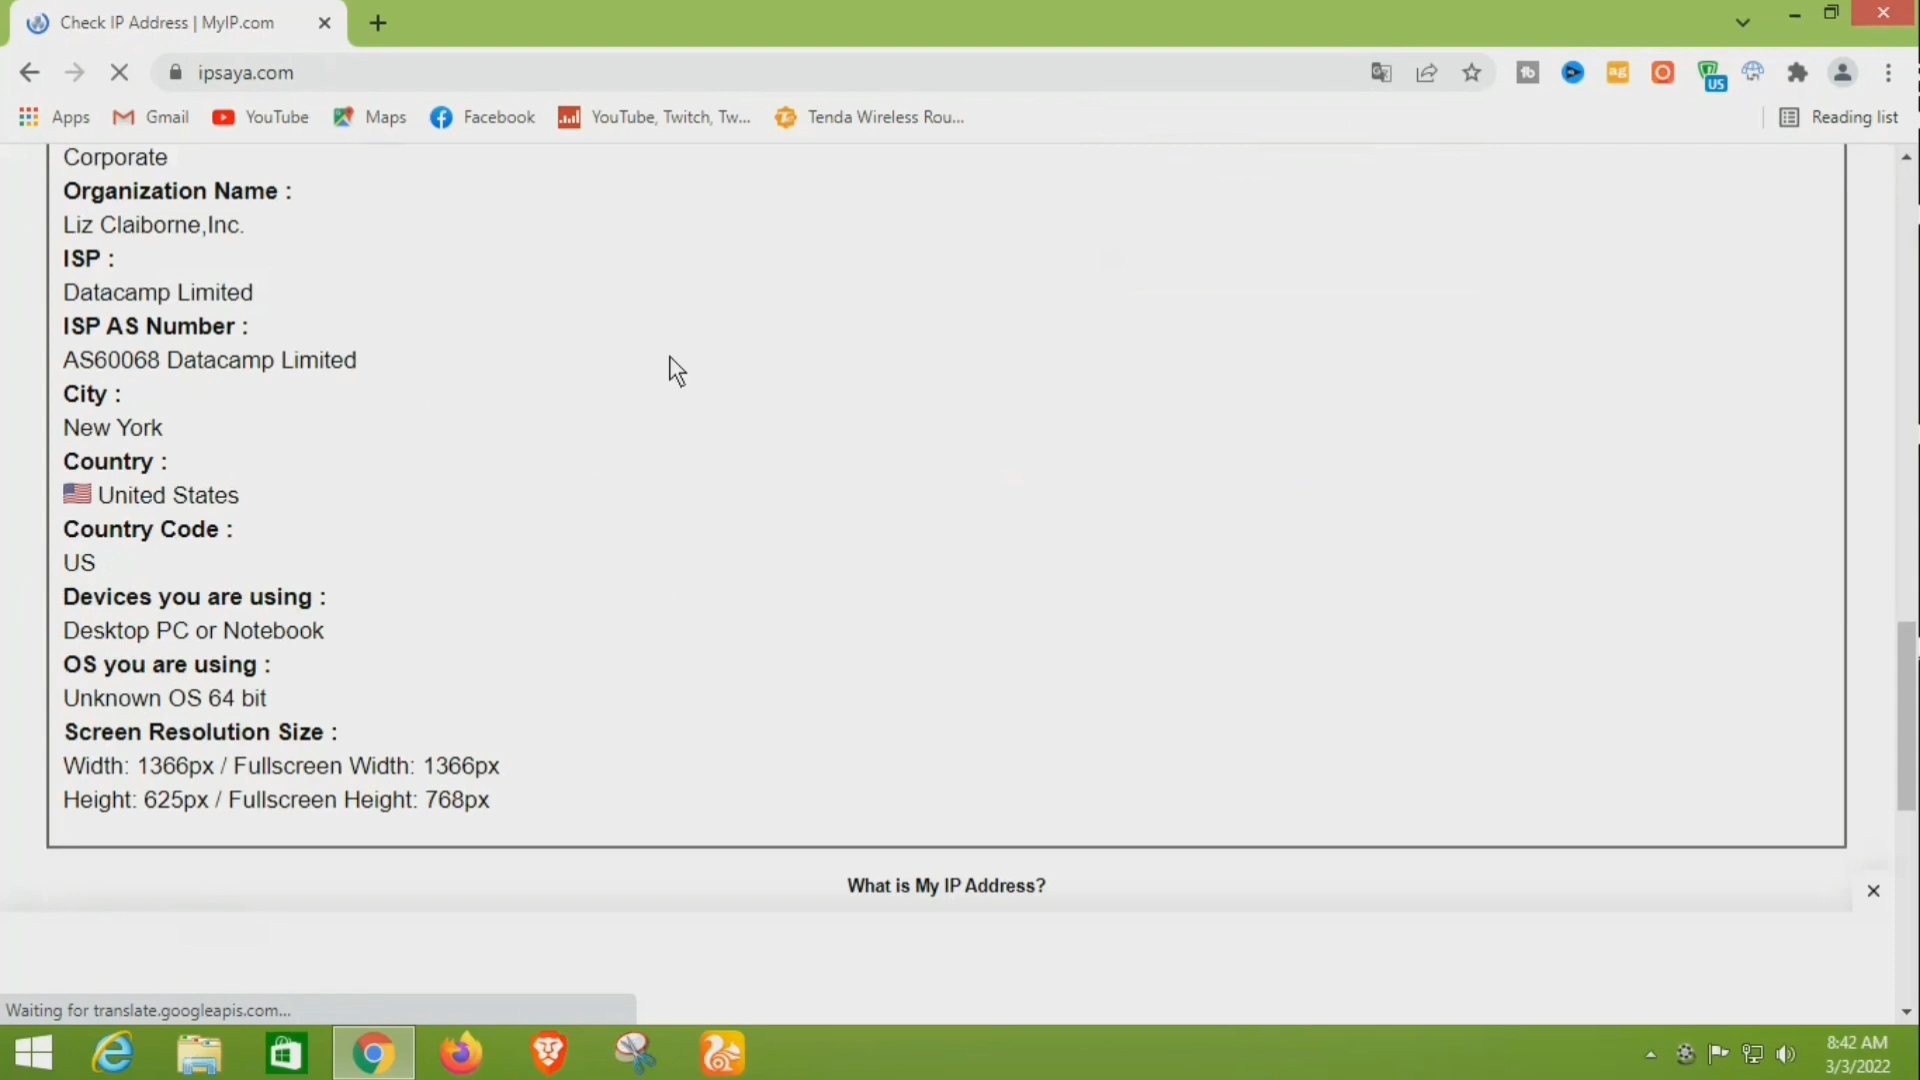 Check IP Address | MyIP.com
ipsaya.com
US
Apps
Gmail
YouTube
Maps
Facebook
YouTube, Twitch, Tw...
Tenda Wireless Rou...
Reading list
Corporate
Organization Name :
Liz Claiborne,Inc.
ISP :
Datacamp Limited
ISP AS Number :
AS60068 Datacamp Limited
City :
New York
Country :
United States
Country Code :
US
Devices you are using :
Desktop PC or Notebook
OS you are using :
Unknown OS 64 bit
Screen Resolution Size :
Width: 1366px / Fullscreen Width: 1366px
Height: 625px / Fullscreen Height: 768px
What is My IP Address?
Waiting for translate.googleapis.com...
8:42 AM
3/3/2022